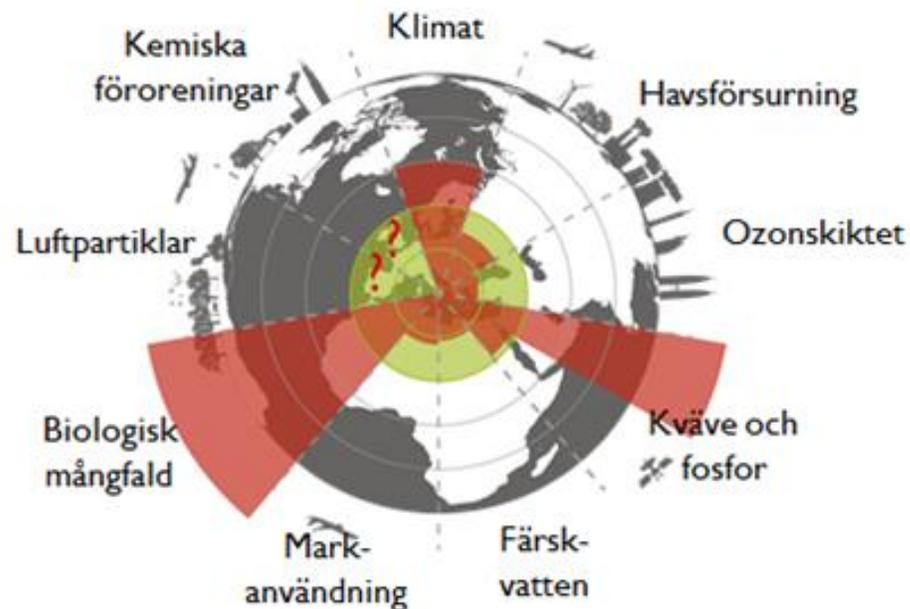 Klimat
Havsförsurning
Ozonskiktet
Kväve och
fosfor
Färsk-
vatten
Mark-
användning
Biologisk
mångfald
Luftpartiklar
Kemiska
föroreningar
? ?